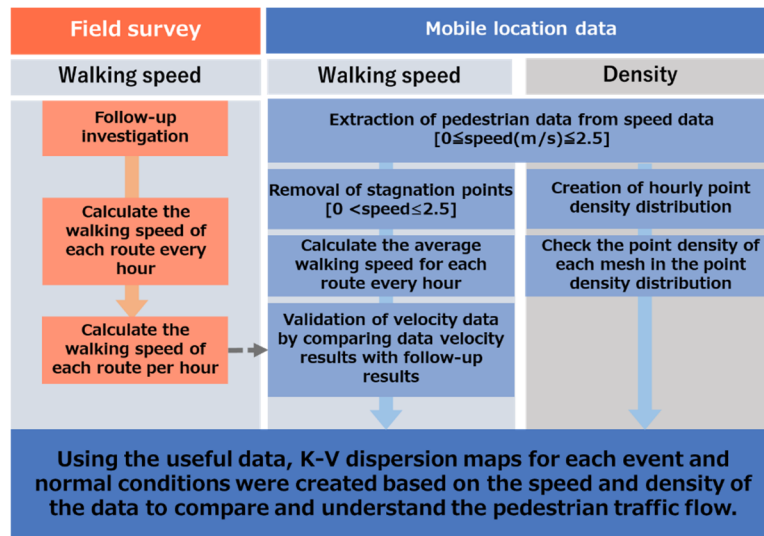 Field survey
Mobile location data
Walking speed
Walking speed
Density
Follow-up
investigation
Calculate the
walking speed of
each route every
hour
Calculate the
walking speed of
each route per hour
Extraction of pedestrian data from speed data
[0≦speed(m/s)≦2.5]
Removal of stagnation points
[0 <speed≤2.5]
Calculate the average
walking speed for each
route every hour
Validation of velocity data
by comparing data velocity
results with follow-up
results
Creation of hourly point
density distribution
Check the point density of
each mesh in the point
density distribution
Using the useful data, K-V dispersion maps for each event and
normal conditions were created based on the speed and density of
the data to compare and understand the pedestrian traffic flow.